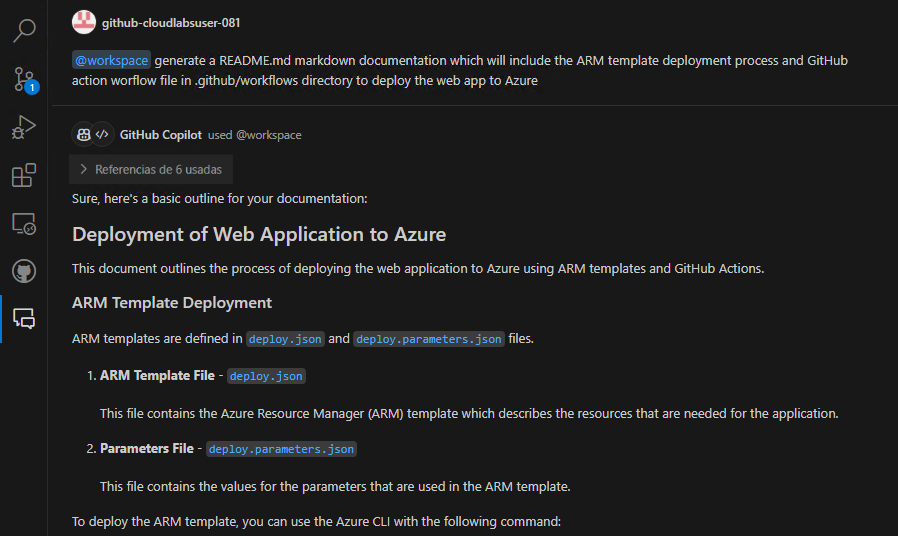 github-cloudlabsuser-081
@workspace generate a README.md markdown documentation which will include the ARM template deployment process and GitHub
action worflow file in .github/workflows directory to deploy the web app to Azure
1
GitHub Copilot used @workspace
Referencias de 6 usadas
Sure, here's a basic outline for your documentation:
Deployment of Web Application to Azure
This document outlines the process of deploying the web application to Azure using ARM templates and GitHub Actions.
ARM Template Deployment
ARM templates are defined in deploy.json and deploy.parameters.json files.
1. ARM Template File - deploy.json
This file contains the Azure Resource Manager (ARM) template which describes the resources that are needed for the application.
2. Parameters File - deploy.parameters.json
This file contains the values for the parameters that are used in the ARM template.
To deploy the ARM template, you can use the Azure CLI with the following command: